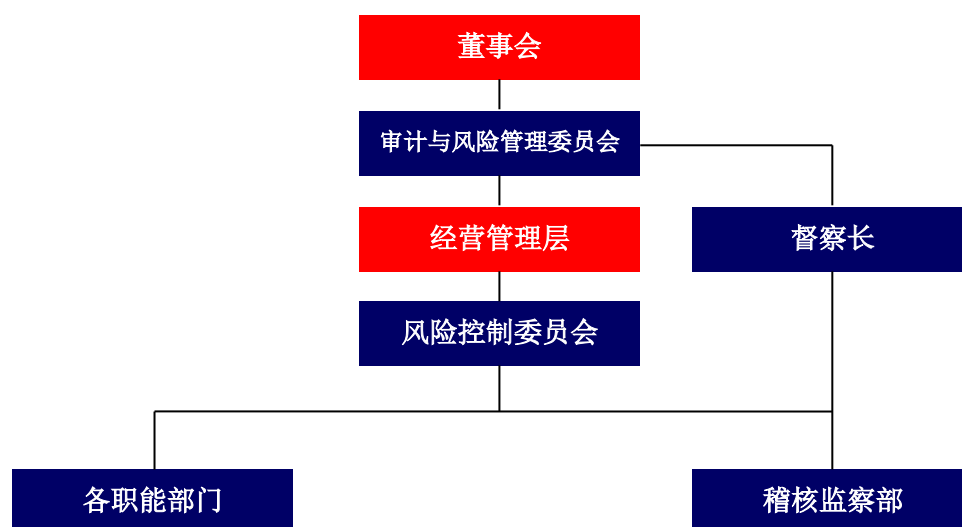 董事会
审计与风险管理委员会
经营管理层
督察长
风险控制委员会
各职能部门
稽核监察部